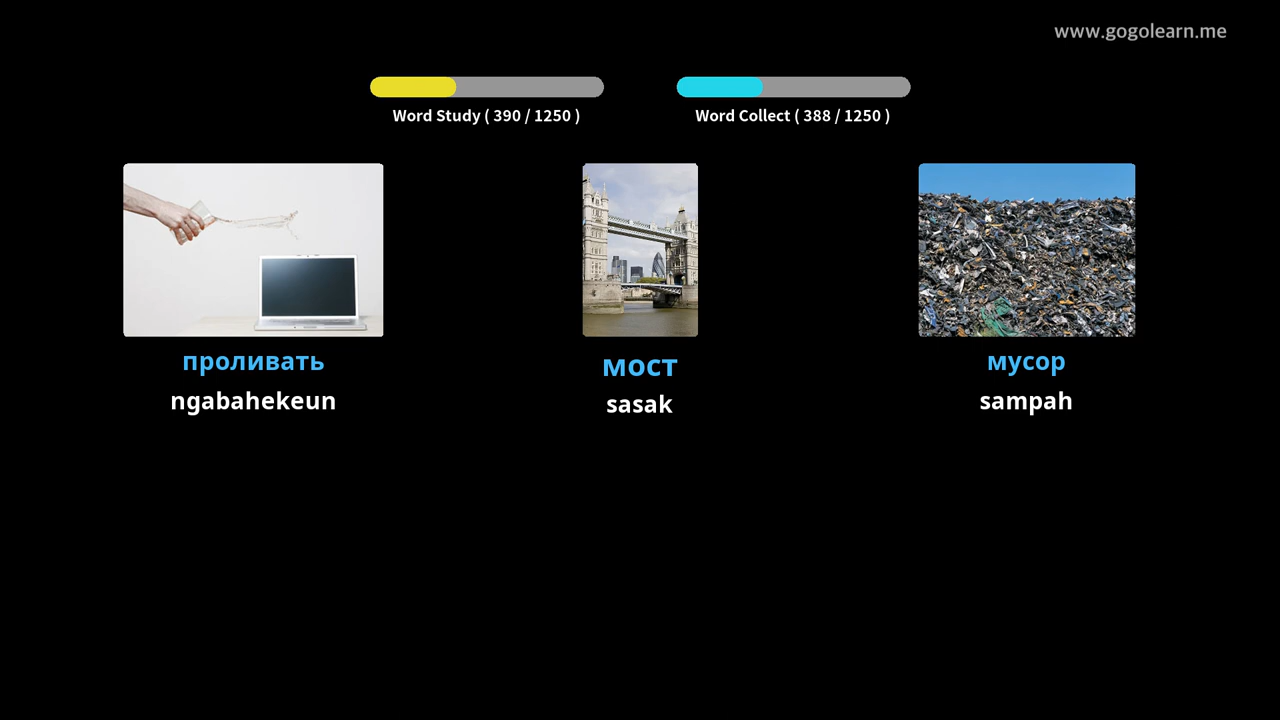 www.gogolearn.me
Word Study ( 390 / 1250 )
Word Collect ( 388 / 1250 )
проливать
мост
мусор
ngabahekeun
sasak
sampah